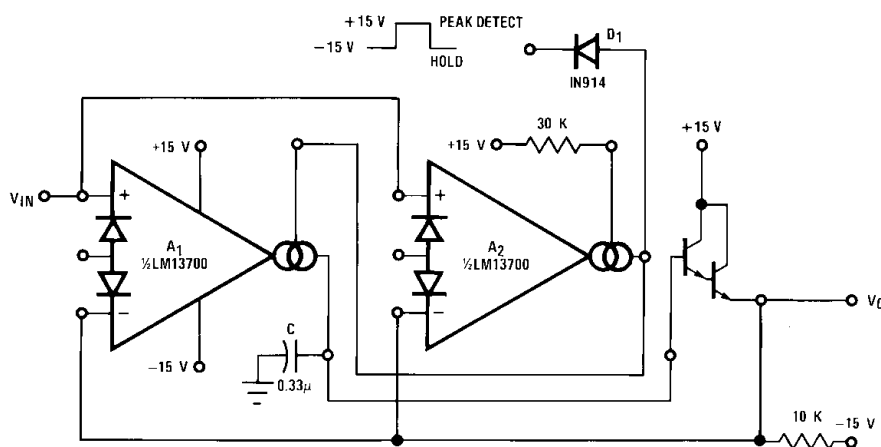 +15 V
PEAK DETECT
-15 V
HOLD
D1
IN914
+15 V
30 K
+15 V
+15 V
VIN
+
+
A1
½LM13700
A2
½LM13700
-
-
VO
C
-15 V
0.33μ
10 K
-15 V